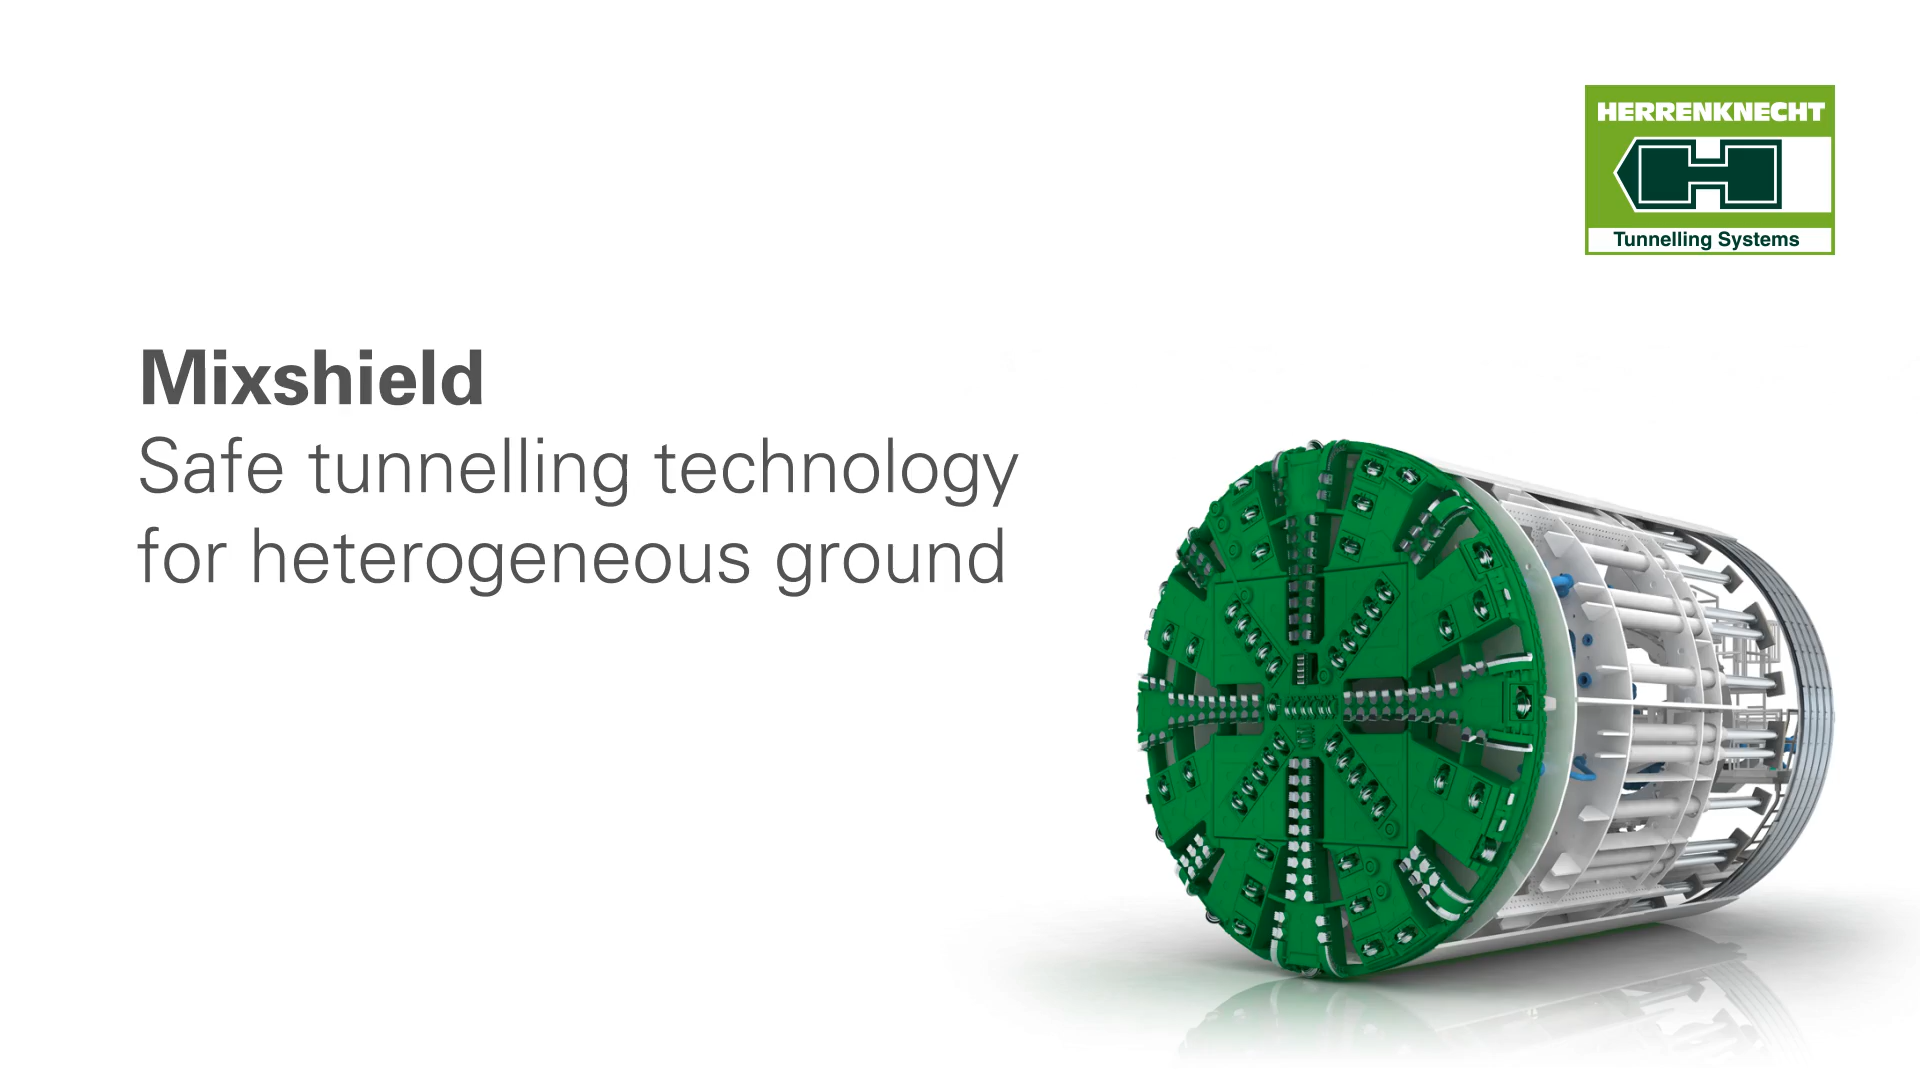 HERRENKNECHT
Tunnelling Systems
Mixshield
Safe tunnelling technology
for heterogeneous ground